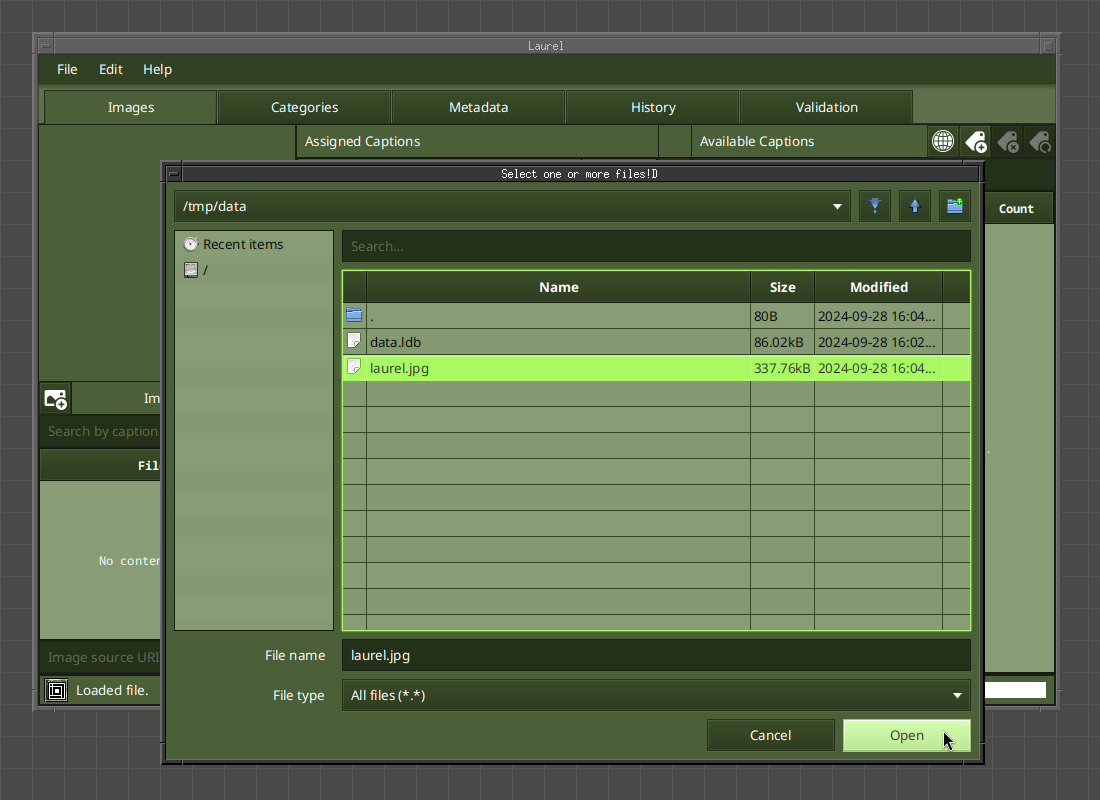 Laurel
File Edit Help
Images Categories Metadata History Validation
Assigned Captions Available Captions
Select one or more files!D
/tmp/data
Count
Recent items
/
Search...
Name Size Modified
. 80B 2024-09-28 16:04...
data.ldb 86.02kB 2024-09-28 16:02...
laurel.jpg 337.76kB 2024-09-28 16:04...
Im
Search by caption
Fil
No conten
Image source URI
File name laurel.jpg
File type All files (*.*)
Loaded file.
Cancel Open